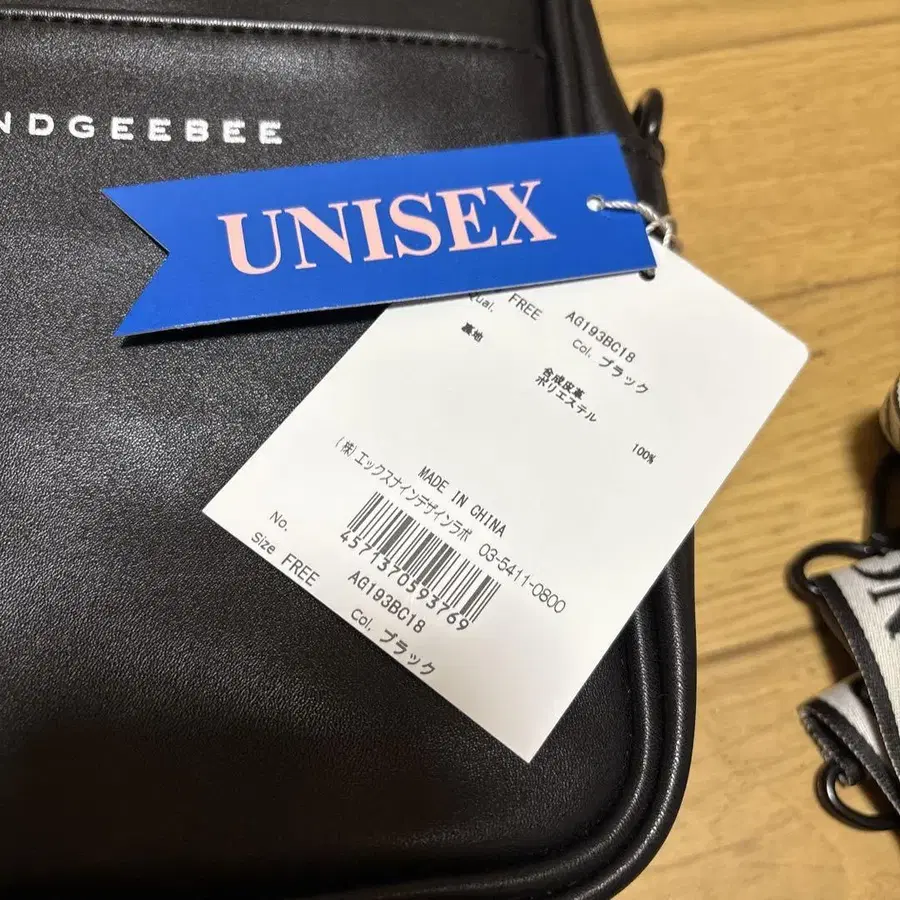 NDGEEBEE
UNISEX
Qual.
FREE
AG193BC18
Col. ブラック
裏地
合成皮革
ポリエステル
100%
MADE IN CHINA
(株)エックスナインデザインラボ 03-5411-0800
4571370593769
No.
AG193BC18
Size FREE
Col. ブラック